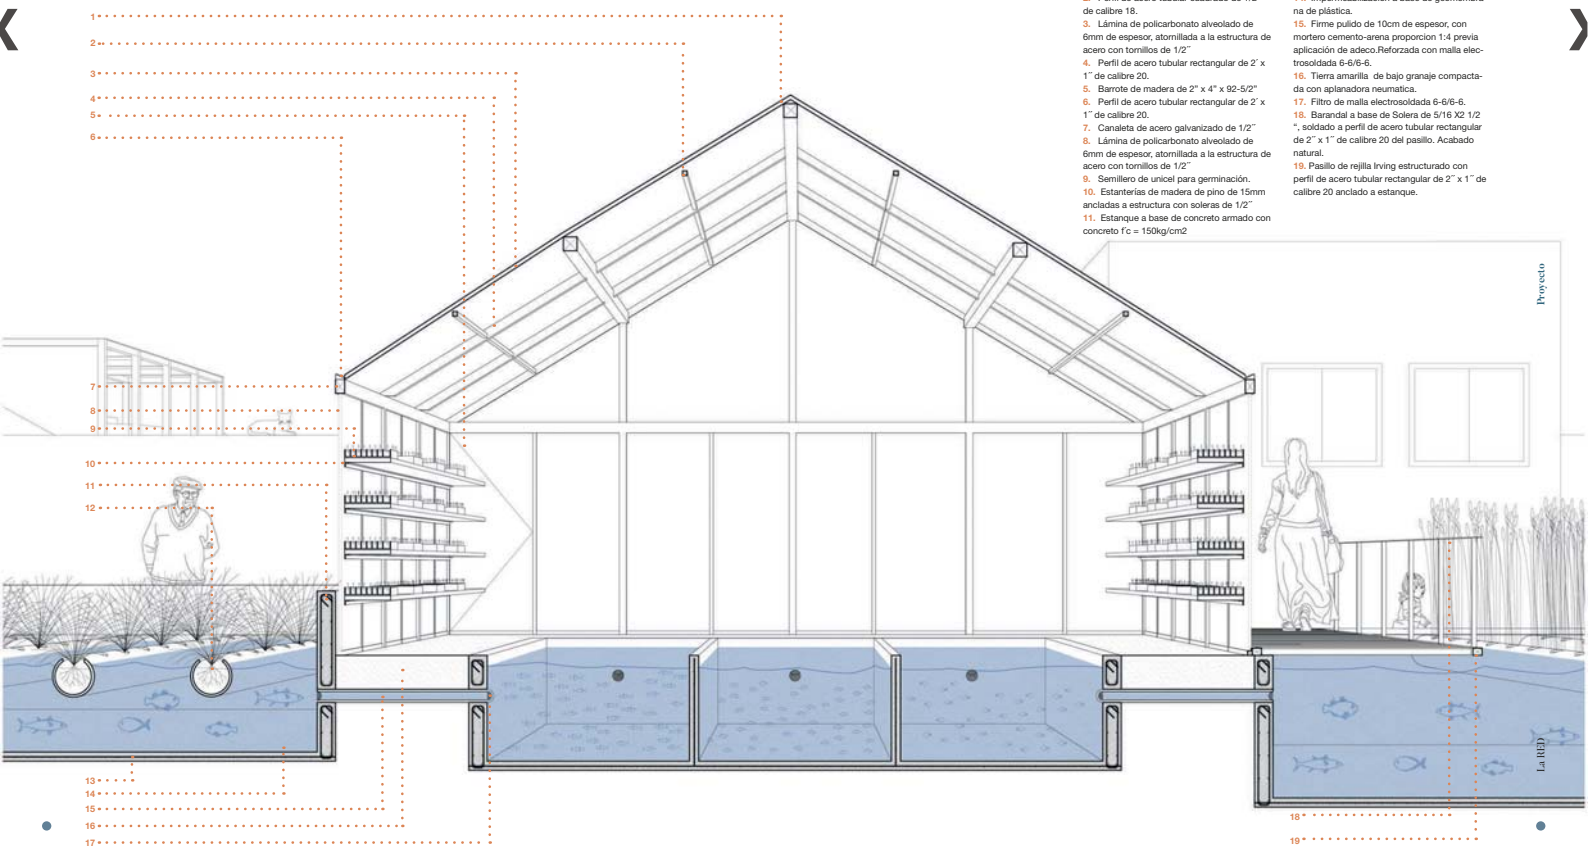 1
2
3
4
5
6
7
8
9
10
11
12
13
14
15
16
17
18
19
de calibre 18.
3. Lámina de policarbonato alveolado de
6mm de espesor, atornillada a la estructura de
acero con tornillos de 1/2˝
4. Perfil de acero tubular rectangular de 2´ x
1˝ de calibre 20.
5. Barrote de madera de 2" x 4" x 92-5/2"
6. Perfil de acero tubular rectangular de 2´ x
1˝ de calibre 20.
7. Canaleta de acero galvanizado de 1/2˝
8. Lámina de policarbonato alveolado de
6mm de espesor, atornillada a la estructura de
acero con tornillos de 1/2˝
9. Semillero de unicel para germinación.
10. Estanterías de madera de pino de 15mm
ancladas a estructura con soleras de 1/2˝
11. Estanque a base de concreto armado con
concreto f´c = 150kg/cm2
na de plástica.
15. Firme pulido de 10cm de espesor, con
mortero cemento-arena proporcion 1:4 previa
aplicación de adeco.Reforzada con malla elec-
trosoldada 6-6/6-6.
16. Tierra amarilla de bajo granaje compacta-
da con aplanadora neumatica.
17. Filtro de malla electrosoldada 6-6/6-6.
18. Barandal a base de Solera de 5/16 X2 1/2
", soldado a perfil de acero tubular rectangular
de 2˝ x 1˝ de calibre 20 del pasillo. Acabado
natural.
19. Pasillo de rejilla Irving estructurado con
perfil de acero tubular rectangular de 2˝ x 1˝ de
calibre 20 anclado a estanque.
Proyecto
La RED